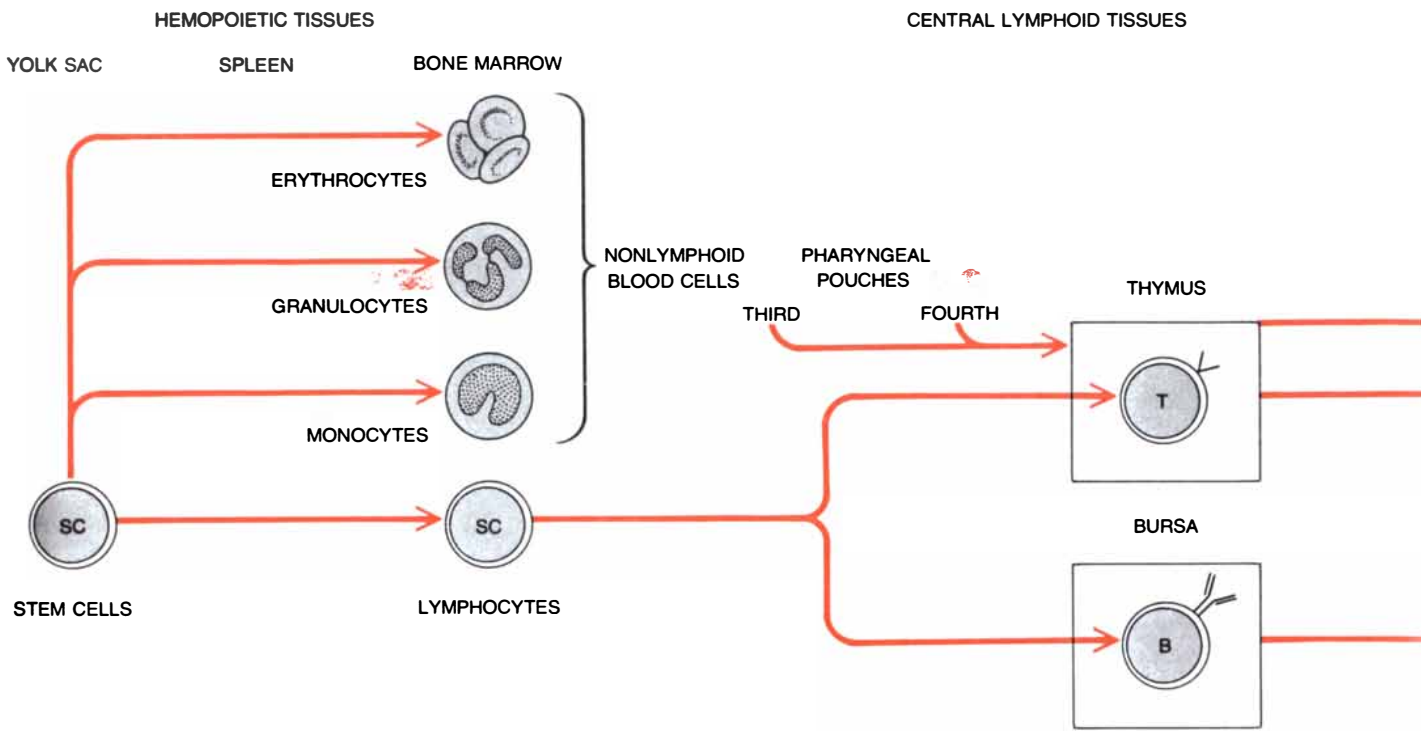 HEMOPOIETIC TISSUES
CENTRAL LYMPHOID TISSUES
YOLK SAC
SPLEEN
BONE MARROW
ERYTHROCYTES
GRANULOCYTES
MONOCYTES
NONLYMPHOID
BLOOD CELLS
PHARYNGEAL
POUCHES
THIRD
FOURTH
THYMUS
T
SC
SC
STEM CELLS
LYMPHOCYTES
BURSA
B